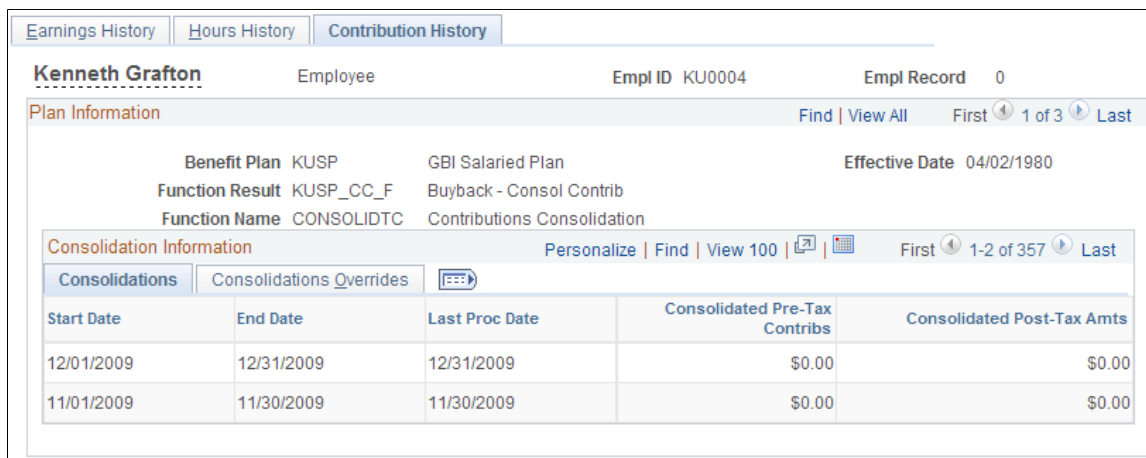 Earnings History Hours History Contribution History
Kenneth Grafton Employee Empl ID KU0004 Empl Record 0
Plan Information Find | View All First 1 of 3 Last
Benefit Plan KUSP GBI Salaried Plan Effective Date 04/02/1980
Function Result KUSP_CC_F Buyback - Consol Contrib
Function Name CONSOLIDTC Contributions Consolidation
Consolidation Information Personalize | Find | View 100 | | First 1-2 of 357 Last
Consolidations Consolidations Overrides
Start Date End Date Last Proc Date Consolidated Pre-Tax Contribs Consolidated Post-Tax Amts
12/01/2009 12/31/2009 12/31/2009 $0.00 $0.00
11/01/2009 11/30/2009 11/30/2009 $0.00 $0.00